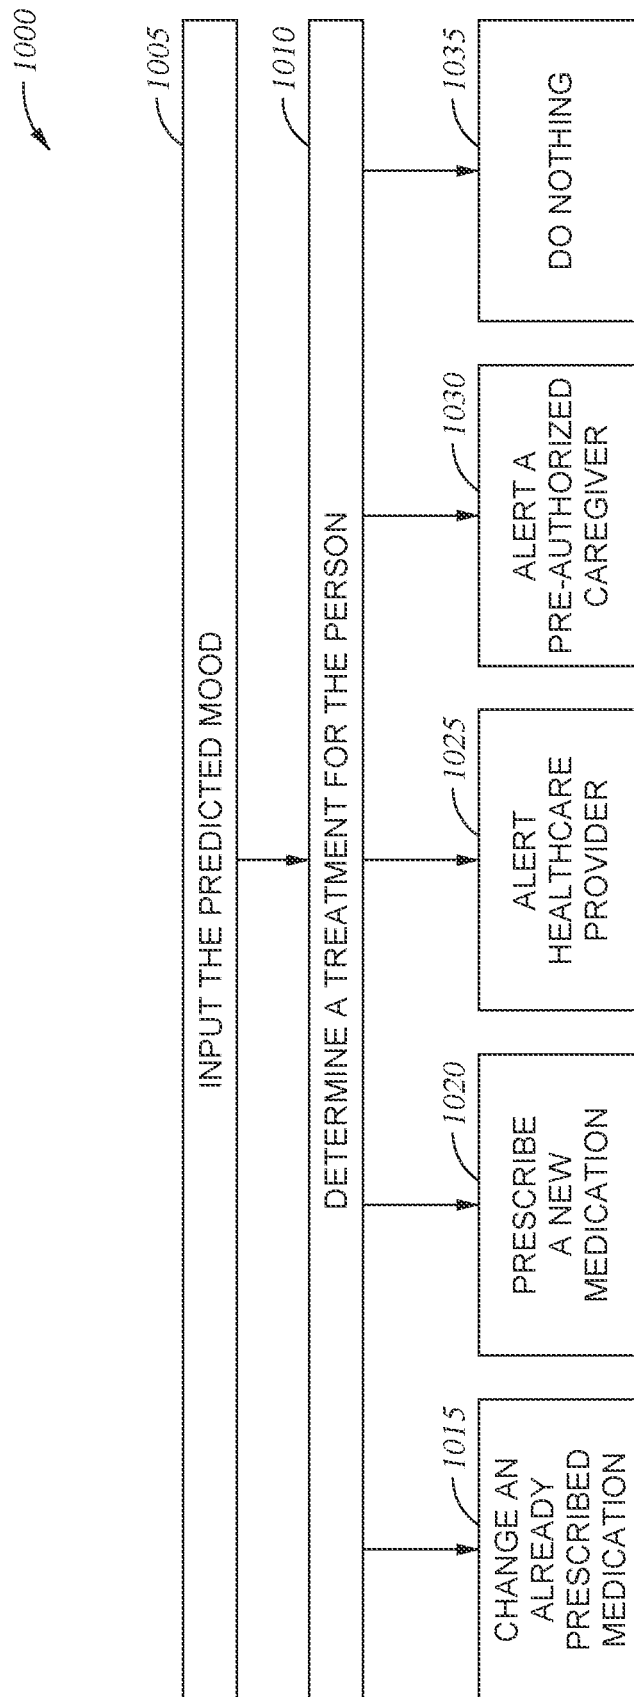 1000
1005
INPUT THE PREDICTED MOOD
1010
DETERMINE A TREATMENT FOR THE PERSON
1015
CHANGE AN
ALREADY
PRESCRIBED
MEDICATION
1020
PRESCRIBE
A NEW
MEDICATION
1025
ALERT
HEALTHCARE
PROVIDER
1030
ALERT A
PRE-AUTHORIZED
CAREGIVER
1035
DO NOTHING